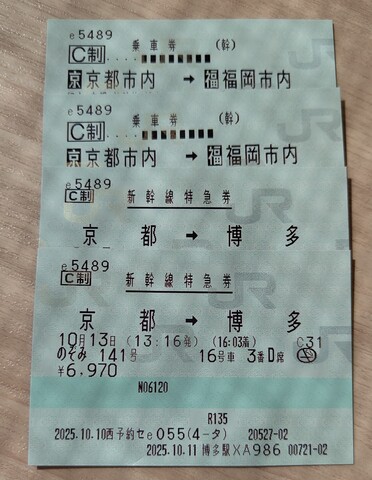 e5489
C制 乗車券 (幹)
京 京都市内 → 福 福岡市内
e5489
C制 乗車券 (幹)
京 京都市内 → 福 福岡市内
e5489
C制 新幹線特急券
京都 → 博多
e5489
C制 新幹線特急券
京都 → 博多
10月13日 (13:16発) (16:03着) C31
のぞみ 141号 16号車 3番D席
¥6,970
N06120
R135
2025.10.10西予約セe055(4-タ) 20527-02
2025.10.11 博多駅XA986 00721-02
JR